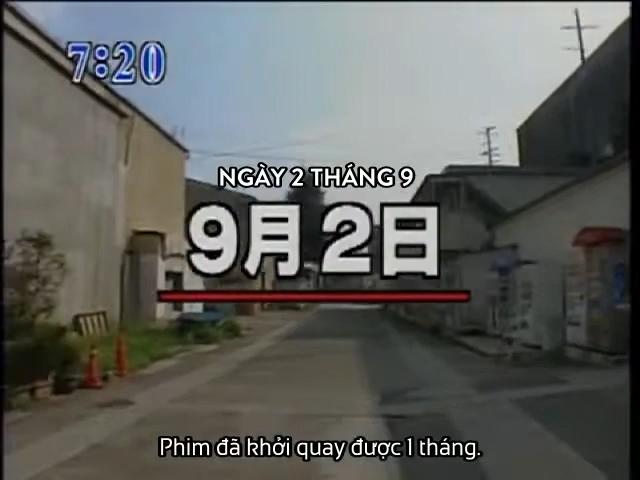 7:20
NGÀY 2 THÁNG 9
9月2日
Phim đã khởi quay được 1 tháng.